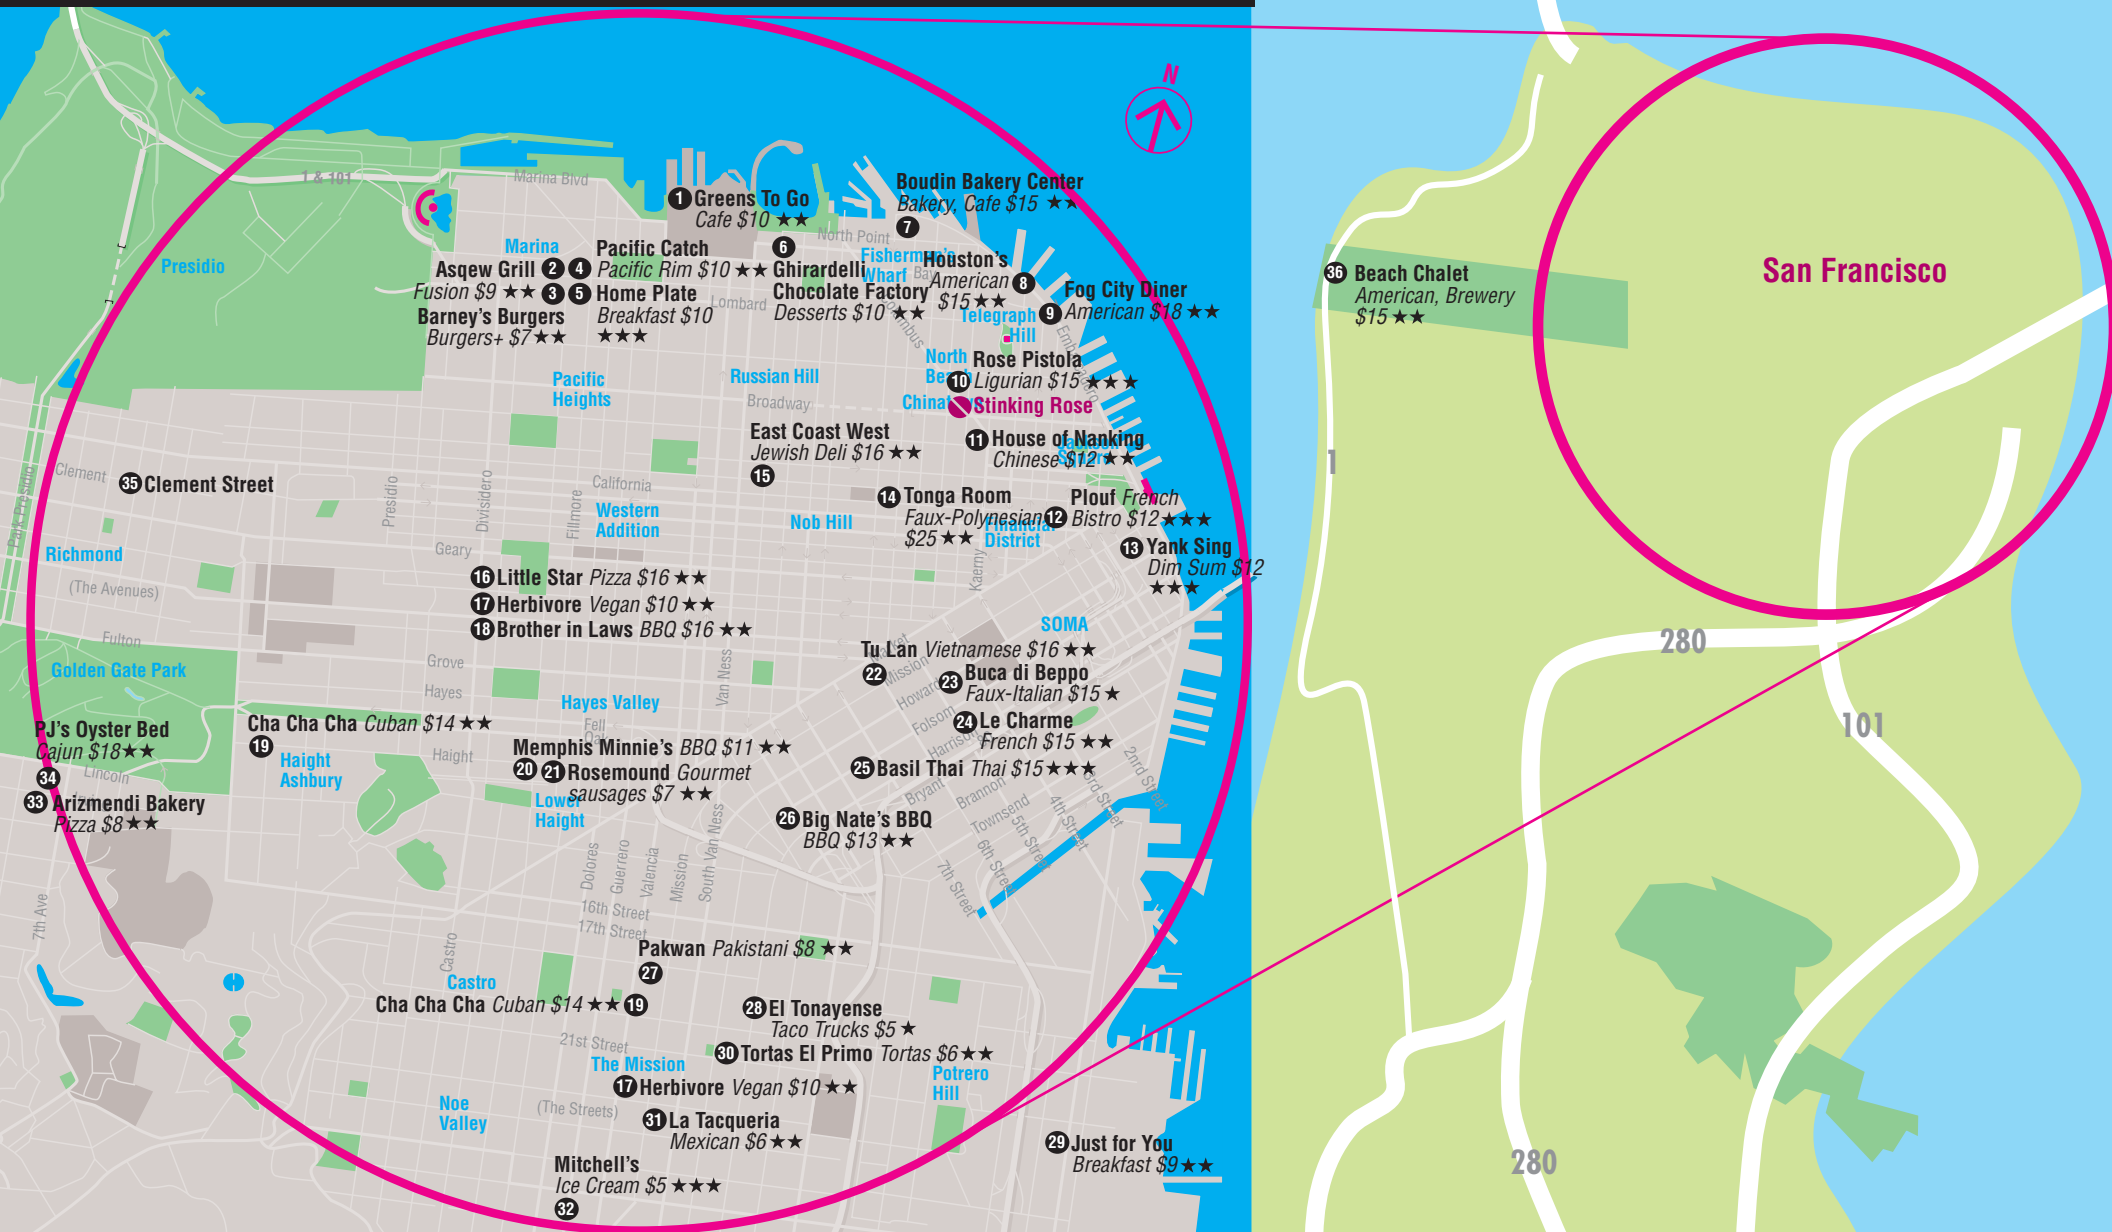 N
1 & 101
Marina Blvd
1 Greens To Go
Cafe $10 ★★
Boudin Bakery Center
Bakery, Cafe $15 ★★
7
North Point
6
Marina
Presidio
Asqew Grill 2
Fusion $9 ★★ 3
Barney's Burgers
Burgers+ $7 ★★
4 Pacific Catch
Pacific Rim $10 ★★
5 Home Plate
Breakfast $10
★★★
Lombard
Ghirardelli
Chocolate Factory
Desserts $10 ★★
Fisherman's
Wharf
Bay
Columbus
Houston's
American 8
$15 ★★
9 Fog City Diner
American $18 ★★
Telegraph
Hill
Embarcadero
North
Beach
Rose Pistola
10 Ligurian $15 ★★★
Chinatown
Stinking Rose
Pacific
Heights
Russian Hill
Broadway
East Coast West
Jewish Deli $16 ★★
15
11 House of Nanking
Chinese $12 ★★
Jackson
Square
Clement
35 Clement Street
Park Presidio
Presidio
Divisidero
Fillmore
California
Western
Addition
Nob Hill
14 Tonga Room
Faux-Polynesian
$25 ★★
Financial
District
Plouf French
12 Bistro $12 ★★★
13 Yank Sing
Dim Sum $12
★★★
Kaerny
Richmond
(The Avenues)
Geary
16 Little Star Pizza $16 ★★
17 Herbivore Vegan $10 ★★
18 Brother in Laws BBQ $16 ★★
SOMA
Fulton
Golden Gate Park
Grove
Hayes
Van Ness
Hayes Valley
Fell
Oak
Market
Mission
Howard
Folsom
Harrison
Tu Lan Vietnamese $16 ★★
22
23 Buca di Beppo
Faux-Italian $15 ★
24 Le Charme
French $15 ★★
25 Basil Thai Thai $15 ★★★
PJ's Oyster Bed
Cajun $18 ★★
34
Lincoln
Irving
33 Arizmendi Bakery
Pizza $8 ★★
Cha Cha Cha Cuban $14 ★★
19
Haight
Ashbury
Haight
Memphis Minnie's BBQ $11 ★★
20 21 Rosemound Gourmet
sausages $7 ★★
Lower
Haight
26 Big Nate's BBQ
BBQ $13 ★★
Bryant
Brannon
Townsend
2nrd Street
3rd Street
4th Street
5th Street
6th Street
7th Street
Dolores
Guerrero
Valencia
Mission
South Van Ness
16th Street
17th Street
7th Ave
Castro
Pakwan Pakistani $8 ★★
27
Castro
Cha Cha Cha Cuban $14 ★★ 19
28 El Tonayense
Taco Trucks $5 ★
21st Street
30 Tortas El Primo Tortas $6 ★★
The Mission
17 Herbivore Vegan $10 ★★
Potrero
Hill
Noe
Valley
(The Streets)
31 La Tacqueria
Mexican $6 ★★
29 Just for You
Breakfast $9 ★★
Mitchell's
Ice Cream $5 ★★★
32
San Francisco
36 Beach Chalet
American, Brewery
$15 ★★
1
280
101
280